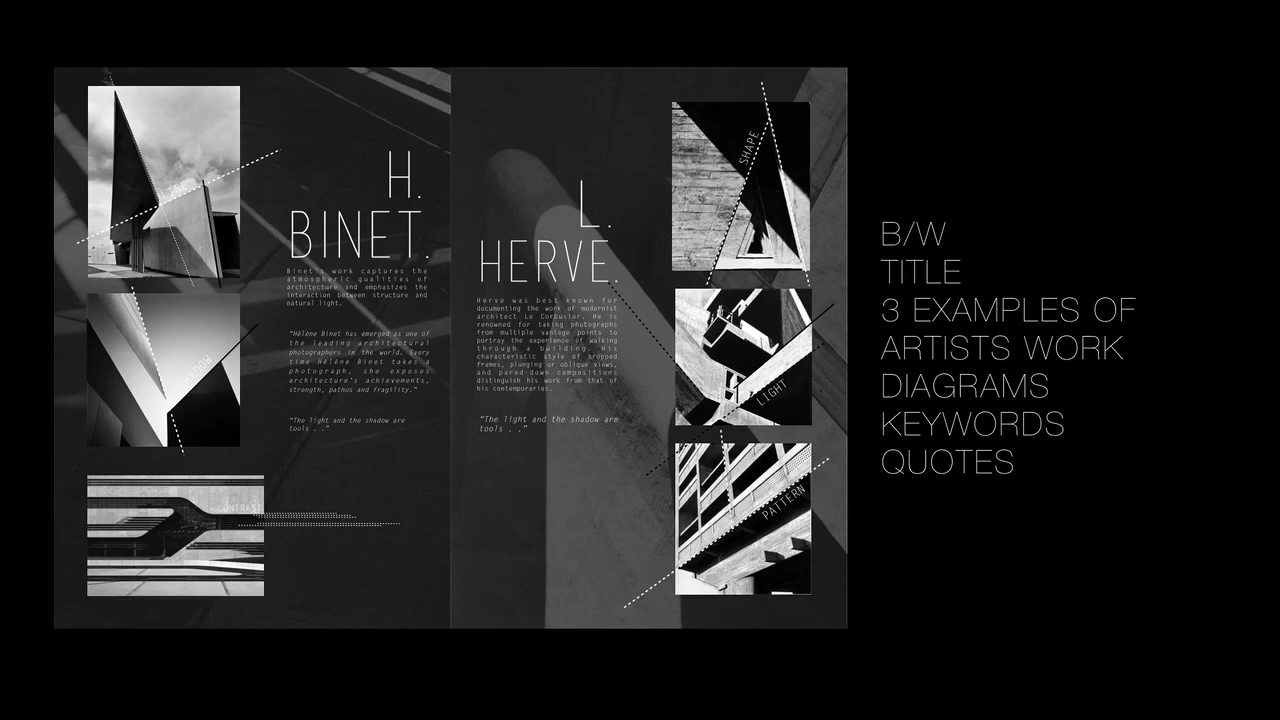 H.
BINET.
Binet's work captures the
atmospheric qualities of
architecture and emphasizes the
interaction between structure and
natural light.
"Hélène Binet has emerged as one of
the leading architectural
photographers in the world. Every
time Hélène Binet takes a
photograph, she exposes
architecture's achievements,
strength, pathos and fragility."
"The light and the shadow are
tools . ."
LINE
SHADOW
CONTRAST
L.
HERVE.
Herve was best known for
documenting the work of modernist
architect Le Corbusier. He is
renowned for taking photographs
from multiple vantage points to
portray the experience of walking
through a building. His
characteristic style of cropped
frames, plunging or oblique views,
and pared-down compositions
distinguish his work from that of
his contemporaries.
"The light and the shadow are
tools . ."
SHAPE
LIGHT
PATTERN
B/W
TITLE
3 EXAMPLES OF
ARTISTS WORK
DIAGRAMS
KEYWORDS
QUOTES